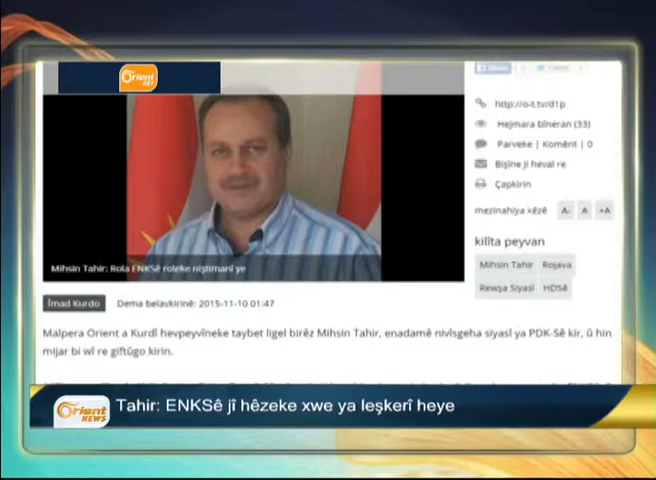 Orient
NET
http://o-t.tv/d1p
Hejmara bîneran (33)
Parveke | Komênt | 0
Bişîne ji heval re
Çapkirin
mezinahiya xêzê A- A +A
kilîta peyvan
Mihsin Tahir Rojava
Rewşa Siyasî HDSê
Mihsin Tahir: Rola ENKSê roleke niştimanî ye
Îmad Kurdo Dema belavkirinê: 2015-11-10 01:47
Malpera Orient a Kurdî hevpeyvîneke taybet ligel birêz Mihsin Tahir, enadamê nivîsgeha siyasî ya PDK-Sê kir, û hin
mijar bi wî re giftûgo kirin.
Orient
NEWS
Tahir: ENKSê jî hêzeke xwe ya leşkerî heye